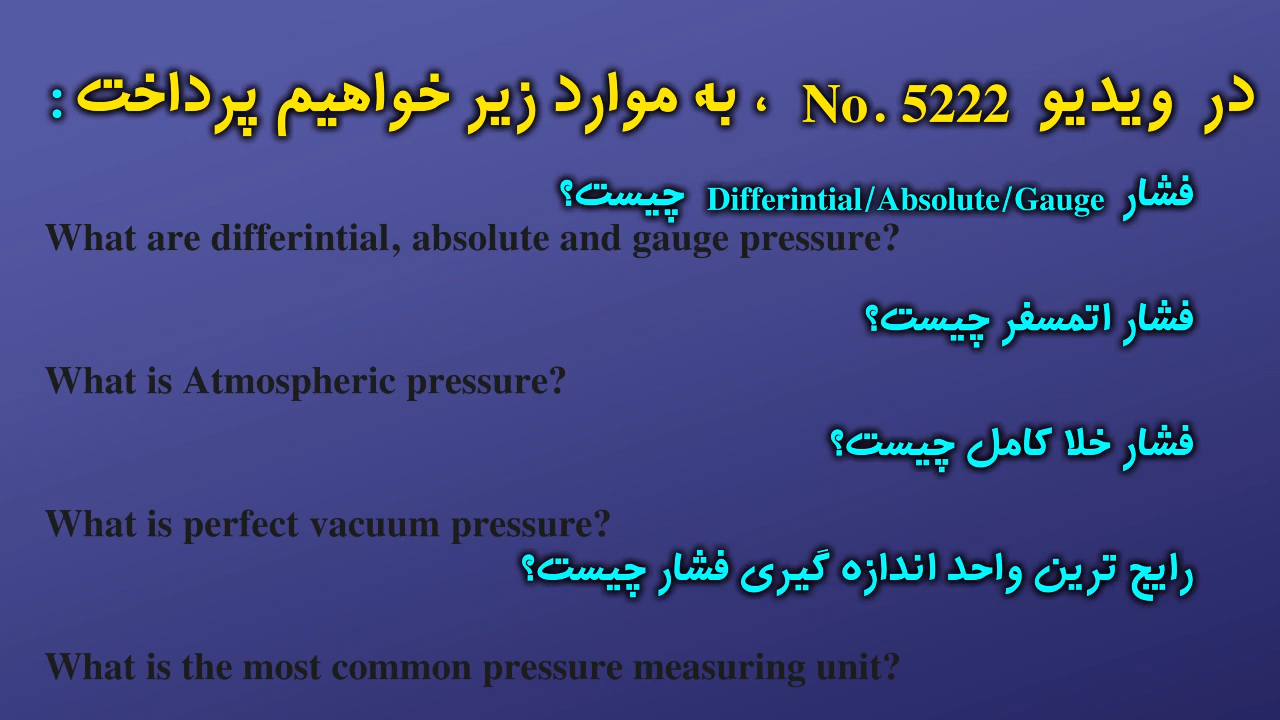 در ویدیو No. 5222 ، به موارد زیر خواهیم پرداخت :
فشار Differintial/Absolute/Gauge چیست؟
What are differintial, absolute and gauge pressure?
فشار اتمسفر چیست؟
What is Atmospheric pressure?
فشار خلا کامل چیست؟
What is perfect vacuum pressure?
رایج ترین واحد اندازه گیری فشار چیست؟
What is the most common pressure measuring unit?